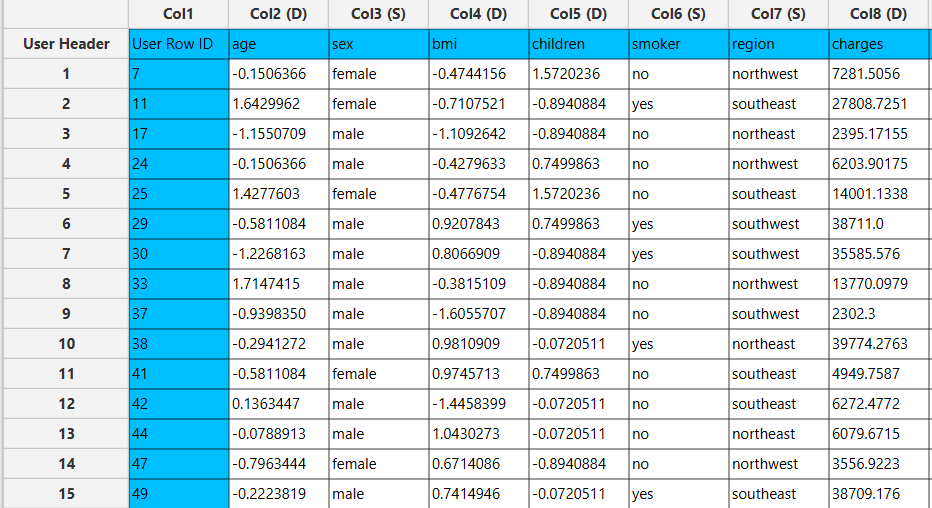 Col1 Col2 (D) Col3 (S) Col4 (D) Col5 (D) Col6 (S) Col7 (S) Col8 (D)
User Header User Row ID age sex bmi children smoker region charges
1 7 -0.1506366 female -0.4744156 1.5720236 no northwest 7281.5056
2 11 1.6429962 female -0.7107521 -0.8940884 yes southeast 27808.7251
3 17 -1.1550709 male -1.1092642 -0.8940884 no northeast 2395.17155
4 24 -0.1506366 male -0.4279633 0.7499863 no northwest 6203.90175
5 25 1.4277603 female -0.4776754 1.5720236 no southeast 14001.1338
6 29 -0.5811084 male 0.9207843 0.7499863 yes southwest 38711.0
7 30 -1.2268163 male 0.8066909 -0.8940884 yes southwest 35585.576
8 33 1.7147415 male -0.3815109 -0.8940884 no northwest 13770.0979
9 37 -0.9398350 male -1.6055707 -0.8940884 no southwest 2302.3
10 38 -0.2941272 male 0.9810909 -0.0720511 yes northeast 39774.2763
11 41 -0.5811084 female 0.9745713 0.7499863 no southeast 4949.7587
12 42 0.1363447 male -1.4458399 -0.0720511 no southeast 6272.4772
13 44 -0.0788913 male 1.0430273 -0.0720511 no northeast 6079.6715
14 47 -0.7963444 female 0.6714086 -0.8940884 no northwest 3556.9223
15 49 -0.2223819 male 0.7414946 -0.0720511 yes southeast 38709.176